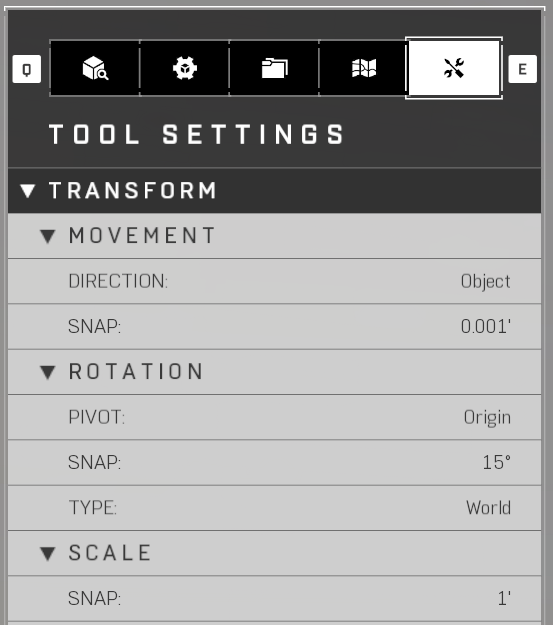 Q E
TOOL SETTINGS
TRANSFORM
MOVEMENT
DIRECTION: Object
SNAP: 0.001'
ROTATION
PIVOT: Origin
SNAP: 15°
TYPE: World
SCALE
SNAP: 1'